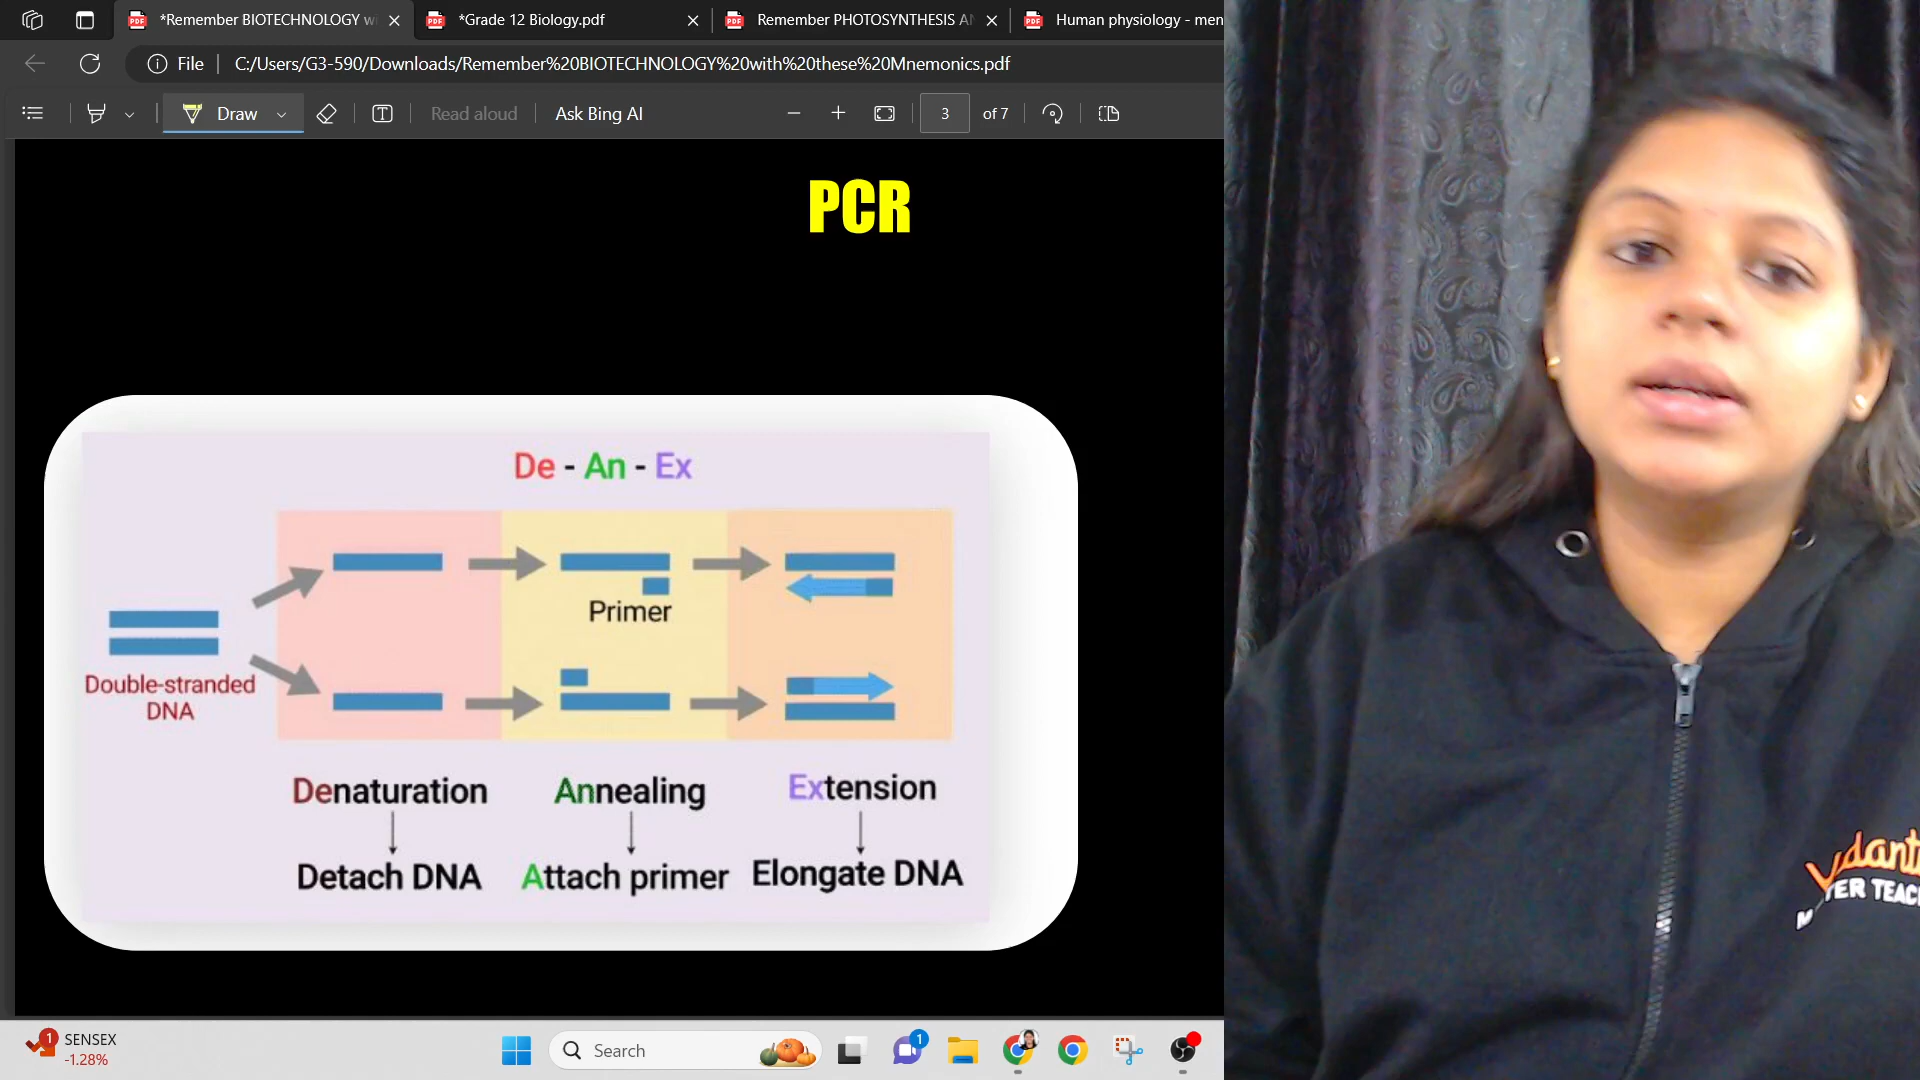 *Remember BIOTECHNOLOGY
*Grade 12 Biology.pdf
Remember PHOTOSYNTHESIS
Human physiology - men
File
C:/Users/G3-590/Downloads/Remember%20BIOTECHNOLOGY%20with%20these%20Mnemonics.pdf
Draw
Read aloud
Ask Bing AI
3 of 7
PCR
De - An - Ex
Primer
Double-stranded
DNA
Denaturation
Annealing
Extension
Detach DNA
Attach primer
Elongate DNA
SENSEX
-1.28%
1
Search
1